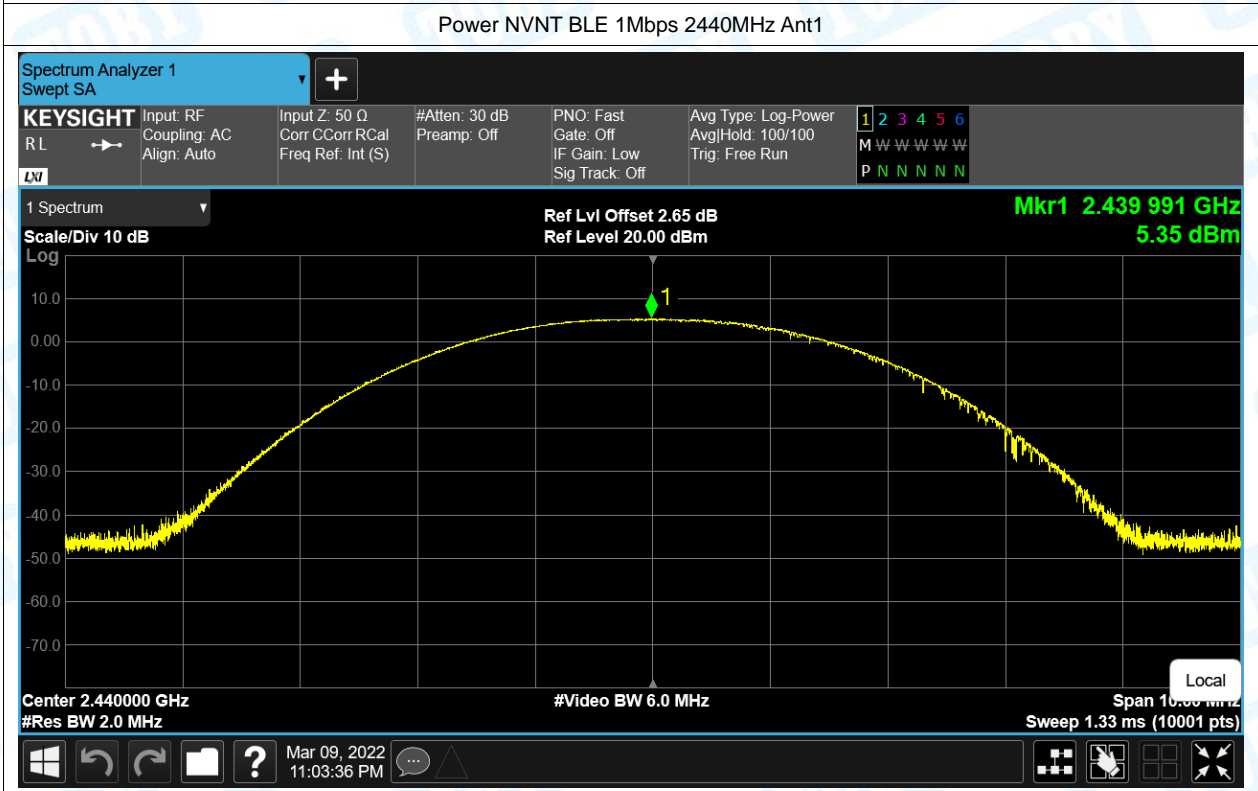 Power NVNT BLE 1Mbps 2440MHz Ant1
Spectrum Analyzer 1
Swept SA
KEYSIGHT
R L
LXI
Input: RF
Coupling: AC
Align: Auto
Input Z: 50 Ω
Corr CCorr RCal
Freq Ref: Int (S)
#Atten: 30 dB
Preamp: Off
PNO: Fast
Gate: Off
IF Gain: Low
Sig Track: Off
Avg Type: Log-Power
Avg|Hold: 100/100
Trig: Free Run
1 2 3 4 5 6
M W W W W W
P N N N N N
1 Spectrum
Scale/Div 10 dB
Log
Ref Lvl Offset 2.65 dB
Ref Level 20.00 dBm
Mkr1 2.439 991 GHz
5.35 dBm
1
10.0
0.00
-10.0
-20.0
-30.0
-40.0
-50.0
-60.0
-70.0
Local
Center 2.440000 GHz
#Video BW 6.0 MHz
Span 10.00 MHz
#Res BW 2.0 MHz
Sweep 1.33 ms (10001 pts)
?
Mar 09, 2022
11:03:36 PM